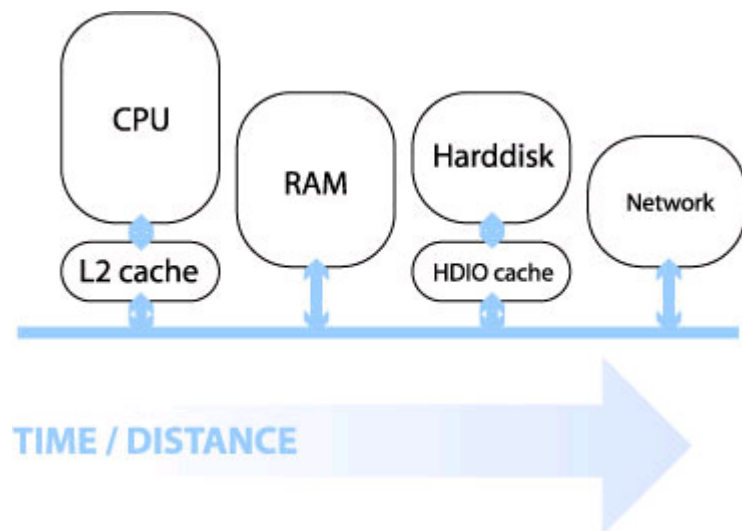 CPU
RAM
Harddisk
Network
L2 cache
HDIO cache
TIME / DISTANCE